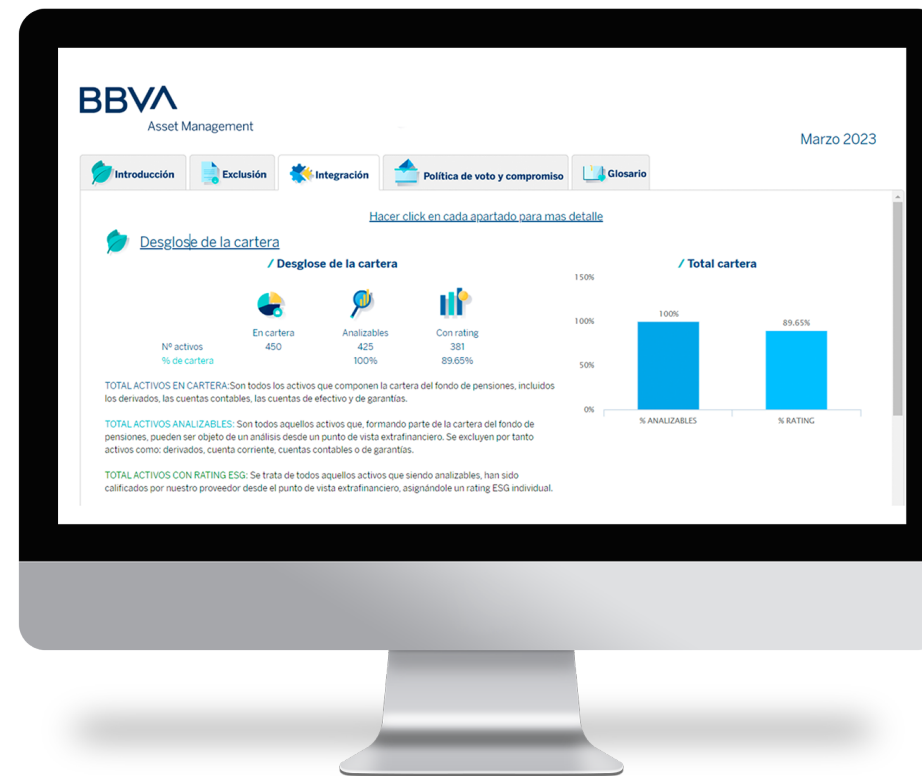 BBVA
Asset Management
Marzo 2023
Introducción
Exclusión
Integración
Política de voto y compromiso
Glosario
Hacer click en cada apartado para mas detalle
Desglose de la cartera
/ Desglose de la cartera
En cartera Analizables Con rating
Nº activos 450 425 381
% de cartera 100% 89.65%
TOTAL ACTIVOS EN CARTERA:Son todos los activos que componen la cartera del fondo de pensiones, incluidos
los derivados, las cuentas contables, las cuentas de efectivo y de garantías.
TOTAL ACTIVOS ANALIZABLES: Son todos aquellos activos que, formando parte de la cartera del fondo de
pensiones, pueden ser objeto de un análisis desde un punto de vista extrafinanciero. Se excluyen por tanto
activos como: derivados, cuenta corriente, cuentas contables o de garantías.
TOTAL ACTIVOS CON RATING ESG: Se trata de todos aquellos activos que siendo analizables, han sido
calificados por nuestro proveedor desde el punto de vista extrafinanciero, asignándole un rating ESG individual.
/ Total cartera
150%
100%
50%
0%
100%
89.65%
% ANALIZABLES
% RATING